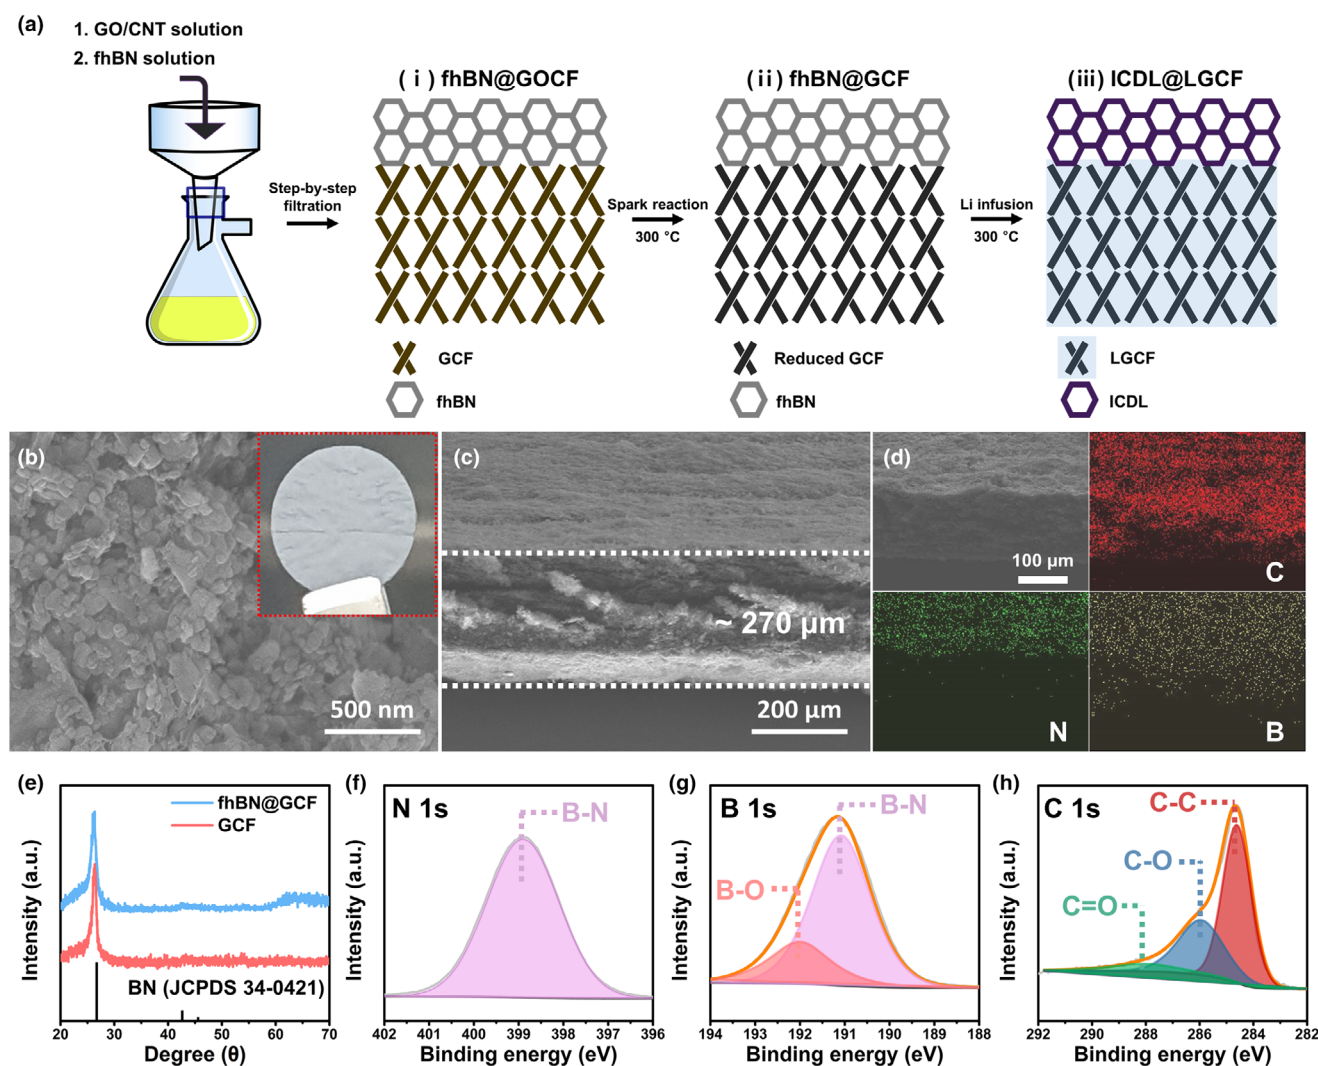 (a)
1. GO/CNT solution
2. fhBN solution
Step-by-step
filtration
( i ) fhBN@GOCF
GCF
fhBN
Spark reaction
300 °C
( ii ) fhBN@GCF
Reduced GCF
fhBN
Li infusion
300 °C
(iii) ICDL@LGCF
LGCF
ICDL
(b)
500 nm
(c)
~ 270 μm
200 μm
(d)
100 μm
C
N
B
(e)
Intensity (a.u.)
fhBN@GCF
GCF
BN (JCPDS 34-0421)
20 30 40 50 60 70
Degree (θ)
(f)
N 1s
B-N
Intensity (a.u.)
402 401 400 399 398 397 396
Binding energy (eV)
(g)
B 1s
B-N
B-O
Intensity (a.u.)
194 193 192 191 190 189 188
Binding energy (eV)
(h)
C 1s
C-C
C-O
C=O
Intensity (a.u.)
292 290 288 286 284 282
Binding energy (eV)